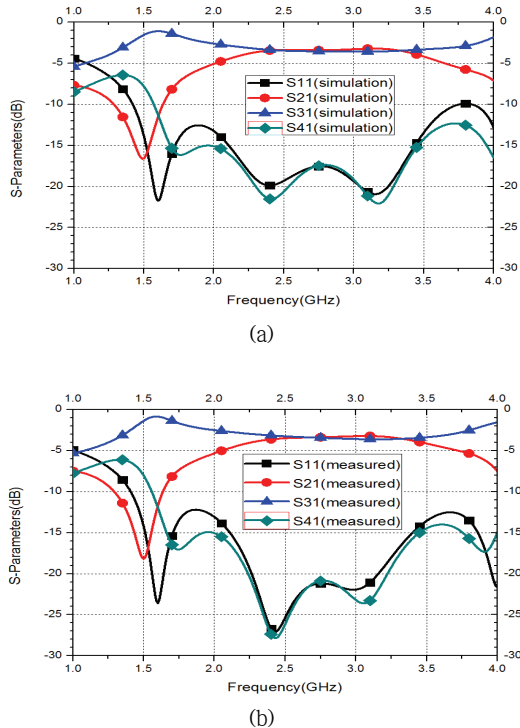 0
0
-5
-5
-10
-10
-15
-15
-20
-20
-25
-25
-30
-30
S-Parameters(dB)
S11(simulation)
S21(simulation)
S31(simulation)
S41(simulation)
1.0 1.5 2.0 2.5 3.0 3.5 4.0
1.0 1.5 2.0 2.5 3.0 3.5 4.0
Frequency(GHz)
(a)
1.0 1.5 2.0 2.5 3.0 3.5 4.0
0
0
-5
-5
-10
-10
-15
-15
-20
-20
-25
-25
-30
-30
S-Parameters(dB)
S11(measured)
S21(measured)
S31(measured)
S41(measured)
1.0 1.5 2.0 2.5 3.0 3.5 4.0
Frequency(GHz)
(b)